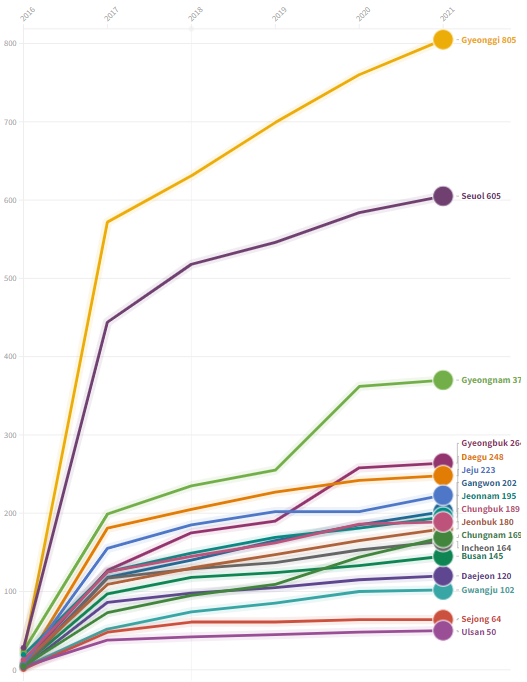 2016 2017 2018 2019 2020 2021
800
700
600
500
400
300
200
100
0
Gyeonggi 805
Seuol 605
Gyeongnam 37
Gyeongbuk 264
Daegu 248
Jeju 223
Gangwon 202
Jeonnam 195
Chungbuk 189
Jeonbuk 180
Chungnam 169
Incheon 164
Busan 145
Daejeon 120
Gwangju 102
Sejong 64
Ulsan 50